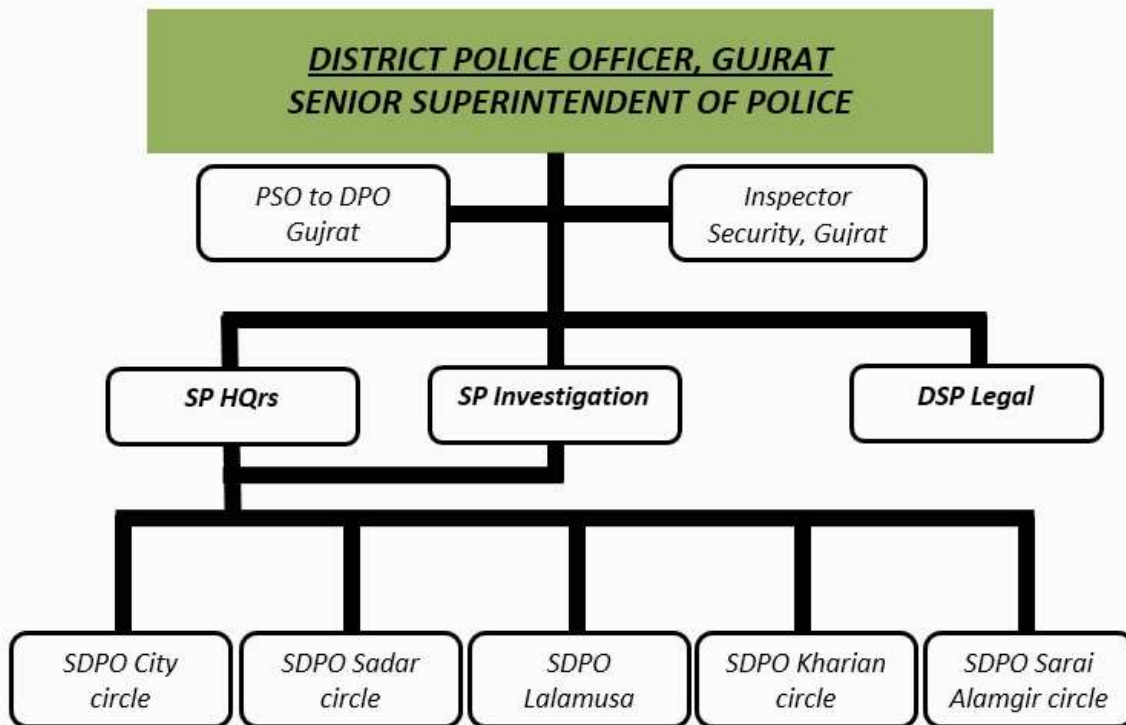 DISTRICT POLICE OFFICER, GUJRAT
SENIOR SUPERINTENDENT OF POLICE
PSO to DPO
Gujrat
Inspector
Security, Gujrat
SP HQrs
SP Investigation
DSP Legal
SDPO City
circle
SDPO Sadar
circle
SDPO
Lalamusa
SDPO Kharian
circle
SDPO Sarai
Alamgir circle